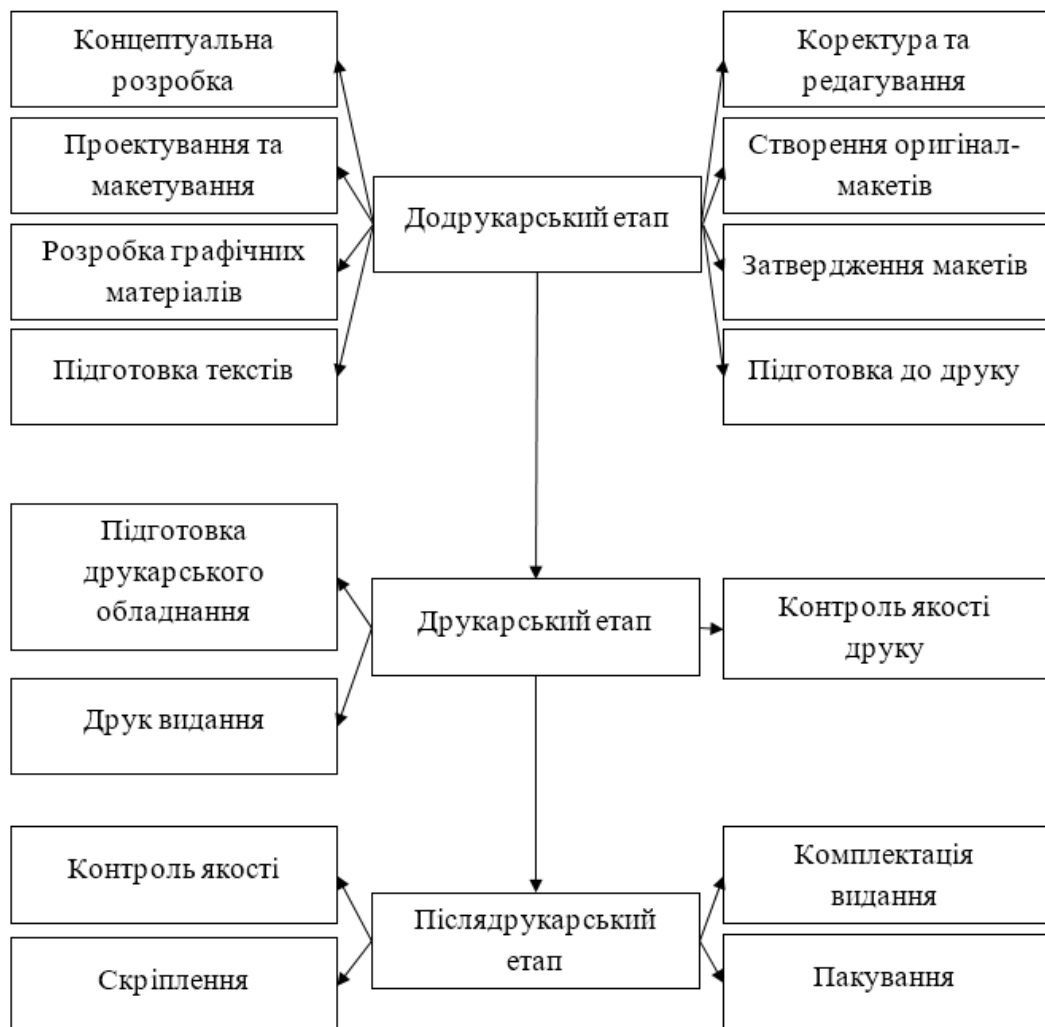 Концептуальна
розробка
Проектування та
макетування
Розробка графічних
матеріалів
Підготовка текстів
Додрукарський етап
Коректура та
редагування
Створення оригінал-
макетів
Затвердження макетів
Підготовка до друку
Підготовка
друкарського
обладнання
Друк видання
Друкарський етап
Контроль якості
друку
Контроль якості
Скріплення
Післядрукарський
етап
Комплектація
видання
Пакування